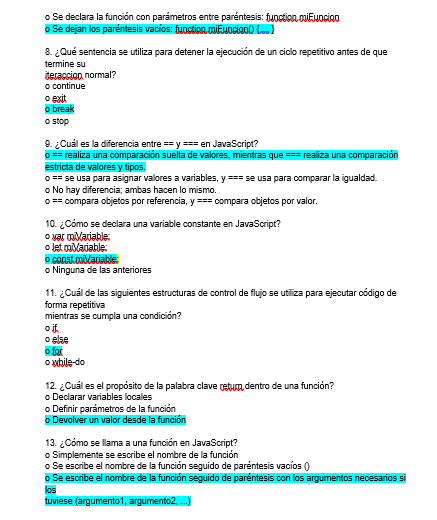 o Se declara la función con parámetros entre paréntesis: function miFuncion
o Se dejan los paréntesis vacíos: function miFuncion() {... }
8. ¿Qué sentencia se utiliza para detener la ejecución de un ciclo repetitivo antes de que
termine su
iteraccion normal?
o continue
o exit
o break
o stop
9. ¿Cuál es la diferencia entre == y === en JavaScript?
o == realiza una comparación suelta de valores, mientras que === realiza una comparación
estricta de valores y tipos.
o == se usa para asignar valores a variables, y === se usa para comparar la igualdad.
o No hay diferencia; ambas hacen lo mismo.
o == compara objetos por referencia, y === compara objetos por valor.
10. ¿Cómo se declara una variable constante en JavaScript?
o var miVariable;
o let miVariable;
o const miVariable;
o Ninguna de las anteriores
11. ¿Cuál de las siguientes estructuras de control de flujo se utiliza para ejecutar código de
forma repetitiva
mientras se cumpla una condición?
o if
o else
o for
o while-do
12. ¿Cuál es el propósito de la palabra clave return dentro de una función?
o Declarar variables locales
o Definir parámetros de la función
o Devolver un valor desde la función
13. ¿Cómo se llama a una función en JavaScript?
o Simplemente se escribe el nombre de la función
o Se escribe el nombre de la función seguido de paréntesis vacíos ()
o Se escribe el nombre de la función seguido de paréntesis con los argumentos necesarios si
los
tuviese (argumento1, argumento2, ...)